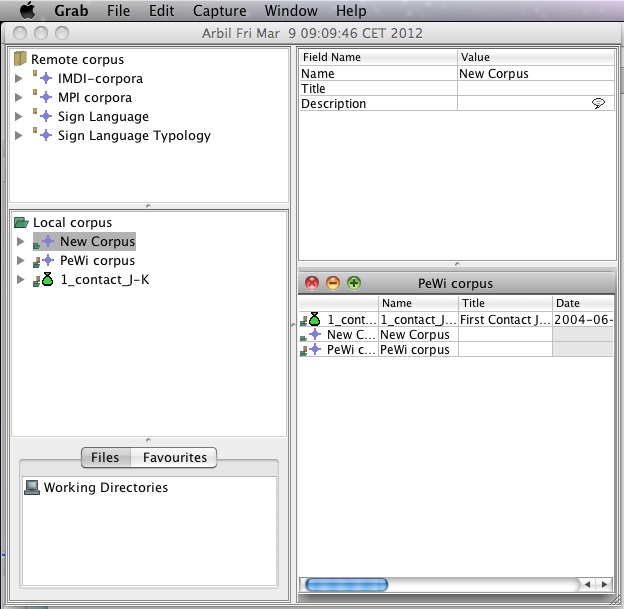 Grab File Edit Capture Window Help
Arbil Fri Mar 9 09:09:46 CET 2012
Remote corpus
IMDI-corpora
MPI corpora
Sign Language
Sign Language Typology
Field Name Value
Name New Corpus
Title
Description
Local corpus
New Corpus
PeWi corpus
1_contact_J-K
PeWi corpus
Name Title Date
1_cont... 1_contact_J... First Contact J... 2004-06-
New C... New Corpus
PeWi c... PeWi corpus
Files Favourites
Working Directories